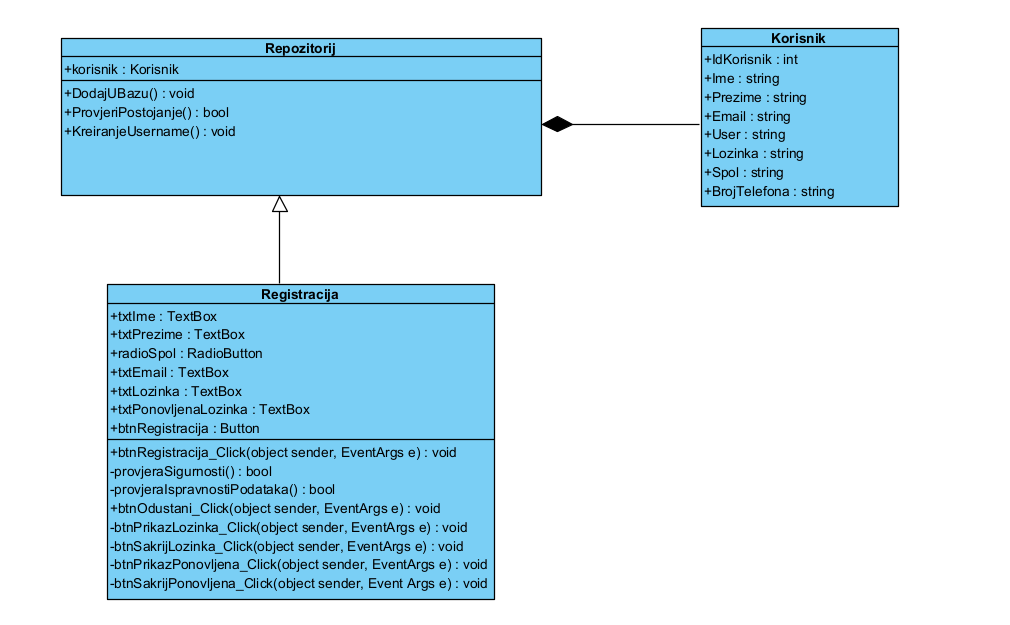 Repozitorij
+korisnik : Korisnik
+DodajUBazu() : void
+ProvjeriPostojanje() : bool
+KreiranjeUsername() : void
Korisnik
+IdKorisnik : int
+Ime : string
+Prezime : string
+Email : string
+User : string
+Lozinka : string
+Spol : string
+BrojTelefona : string
Registracija
+txtIme : TextBox
+txtPrezime : TextBox
+radioSpol : RadioButton
+txtEmail : TextBox
+txtLozinka : TextBox
+txtPonovljenaLozinka : TextBox
+btnRegistracija : Button
+btnRegistracija_Click(object sender, EventArgs e) : void
-provjeraSigurnosti() : bool
-provjeraIspravnostiPodataka() : bool
+btnOdustani_Click(object sender, EventArgs e) : void
-btnPrikazLozinka_Click(object sender, EventArgs e) : void
-btnSakrijLozinka_Click(object sender, EventArgs e) : void
-btnPrikazPonovljena_Click(object sender, EventArgs e) : void
-btnSakrijPonovljena_Click(object sender, Event Args e) : void